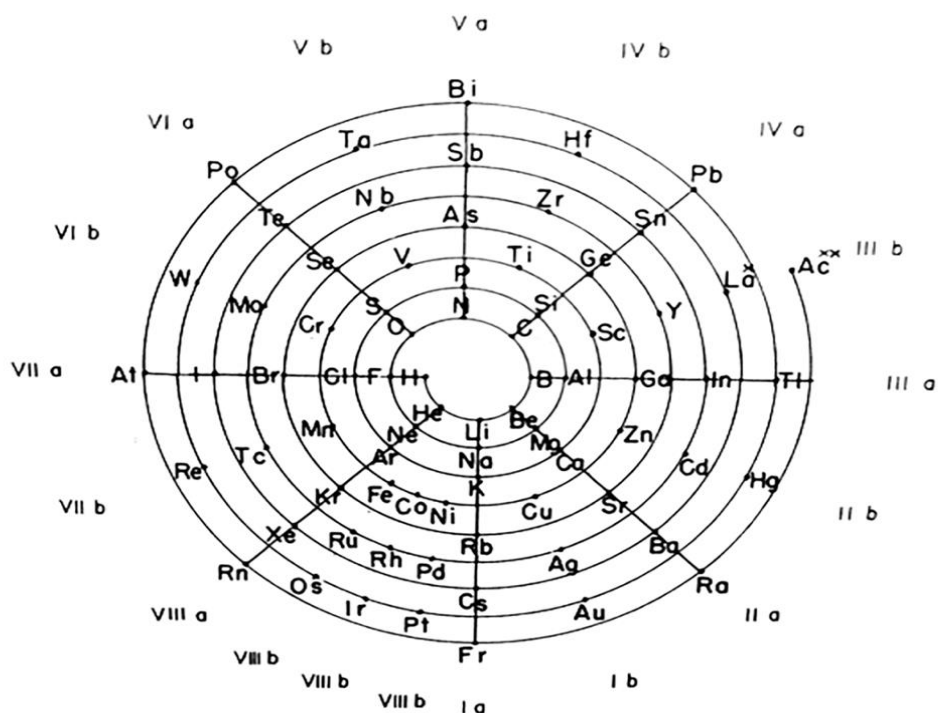 V a
V b
IV b
Bi
VI a
Ta
Hf
IV a
Sb
Po
Pb
Nb
Zr
Te
As
Sn
VI b
III b
V
Ti
Se
Ge
Ac xx
W
P
La x
Mo
S
N
Si
Y
Cr
O
C
Sc
VII a
At
I
Br
Cl
F
H
B
Al
Ga
In
Tl
III a
He
Be
Mn
Ne
Li
Mg
Zn
Tc
Ar
Na
Ca
Cd
Re
Kr
Fe
Co
Ni
K
Cu
Sr
Hg
VII b
II b
Xe
Ru
Rh
Pd
Rb
Ag
Ba
Rn
Os
Ir
Pt
Cs
Au
Ra
VIII a
II a
Fr
VIII b
VIII b
VIII b
I a
I b